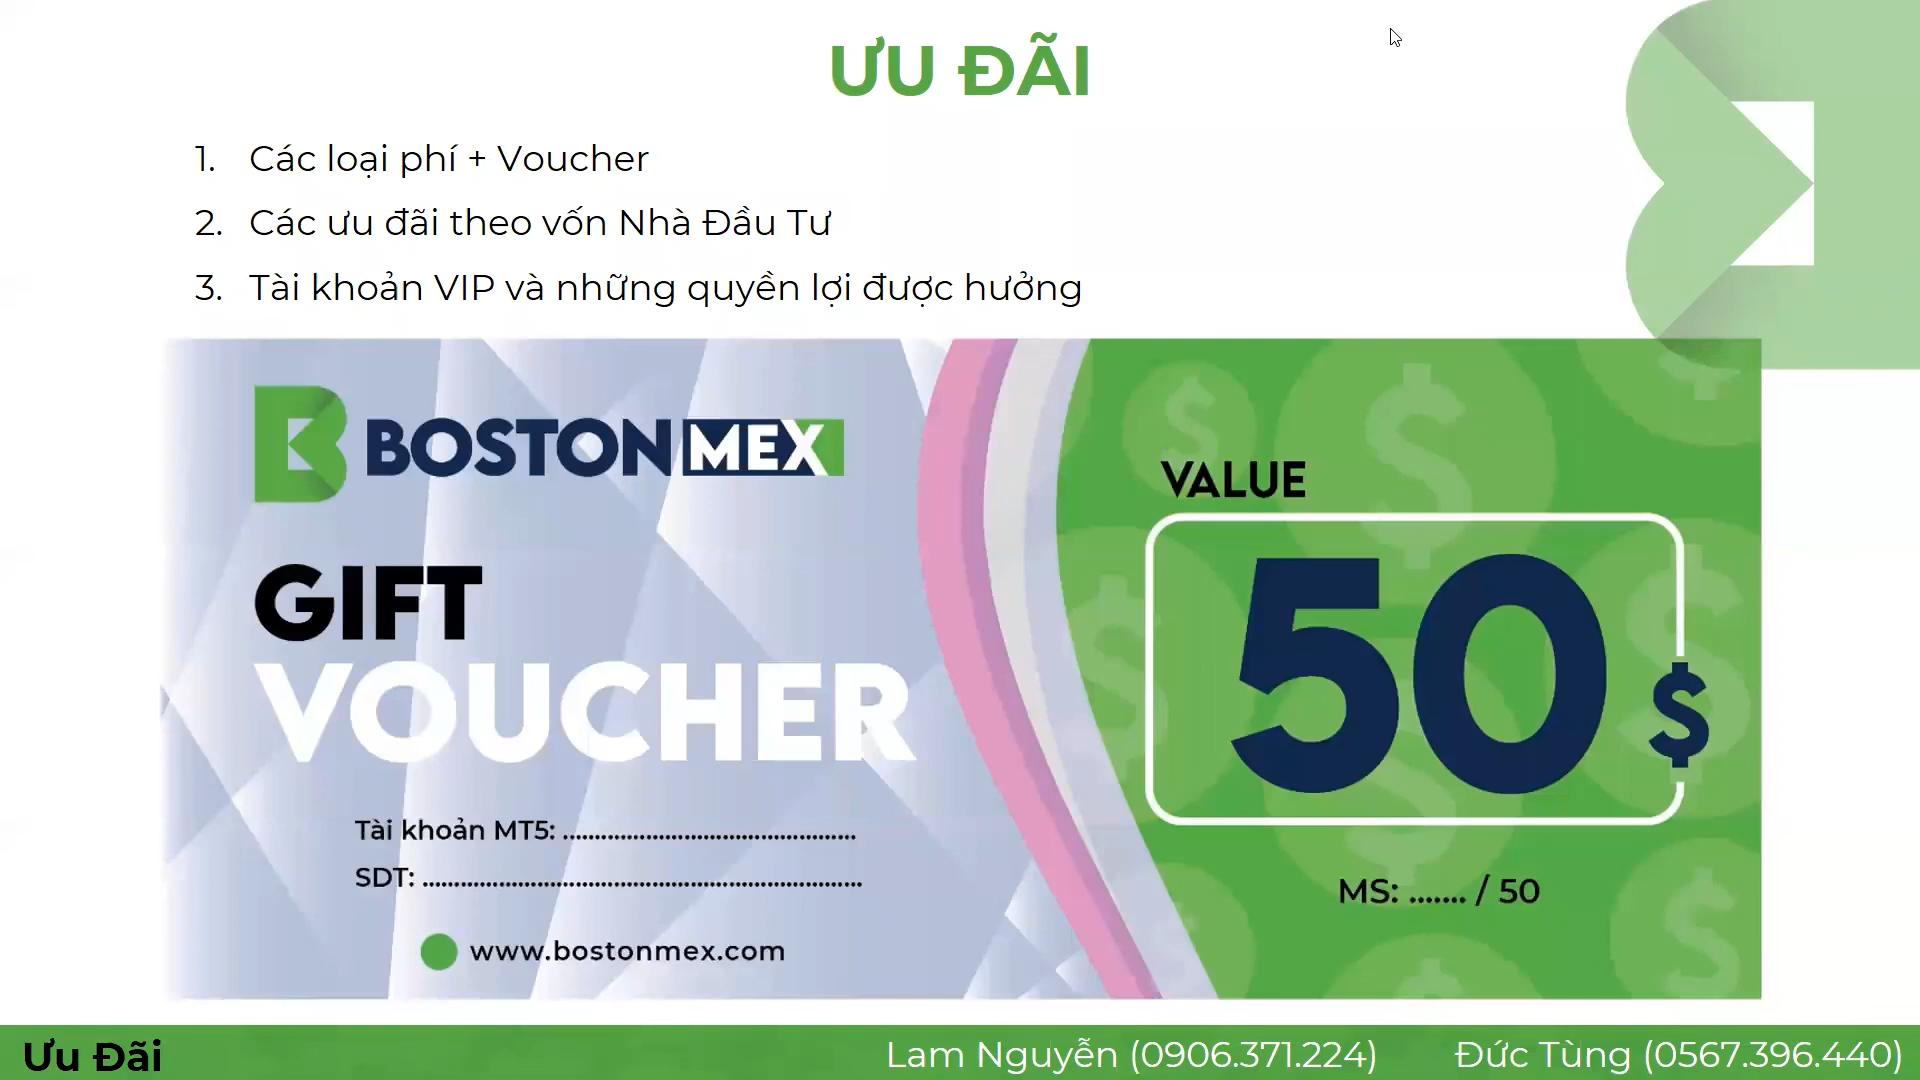 ƯU ĐÃI
1. Các loại phí + Voucher
2. Các ưu đãi theo vốn Nhà Đầu Tư
3. Tài khoản VIP và những quyền lợi được hưởng
BOSTONMEX
GIFT
VOUCHER
Tài khoản MT5: ..............................................
SDT: .....................................................................
www.bostonmex.com
VALUE
50$
MS: ....... / 50
Ưu Đãi
Lam Nguyễn (0906.371.224)
Đức Tùng (0567.396.440)